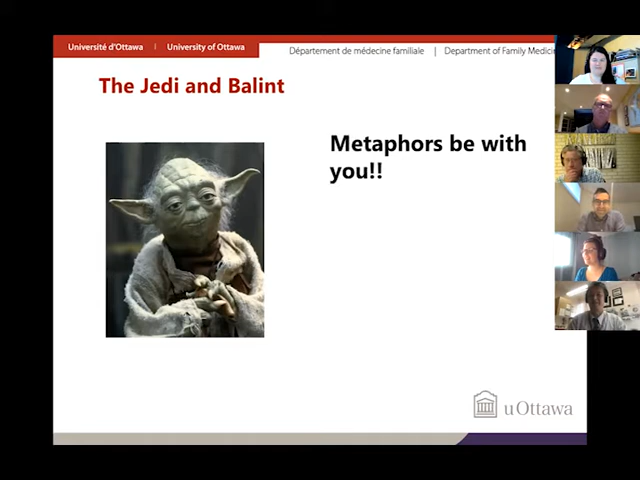 Université d'Ottawa | University of Ottawa
Département de médecine familiale | Department of Family Medicin
The Jedi and Balint
Metaphors be with
you!!
uOttawa